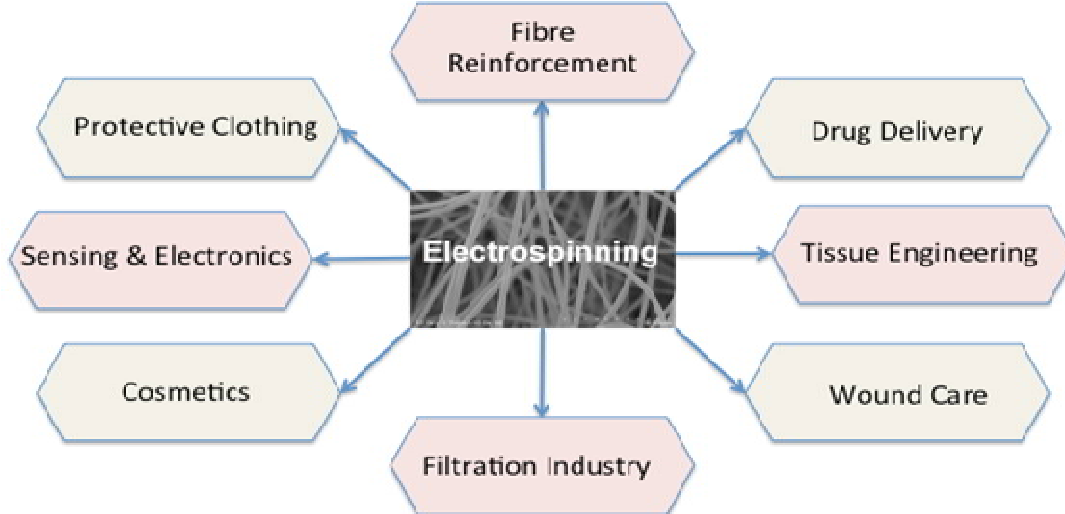 Fibre
Reinforcement
Protective Clothing
Drug Delivery
Electrospinning
Sensing & Electronics
Tissue Engineering
Cosmetics
Wound Care
Filtration Industry